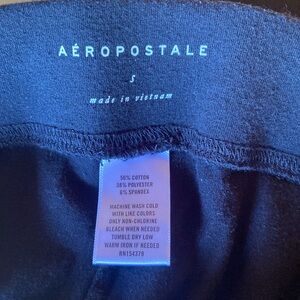 AÉROPOSTALE
S
made in vietnam
56% COTTON
38% POLYESTER
6% SPANDEX
MACHINE WASH COLD
WITH LIKE COLORS
ONLY NON-CHLORINE
BLEACH WHEN NEEDED
TUMBLE DRY LOW
WARM IRON IF NEEDED
RN154379